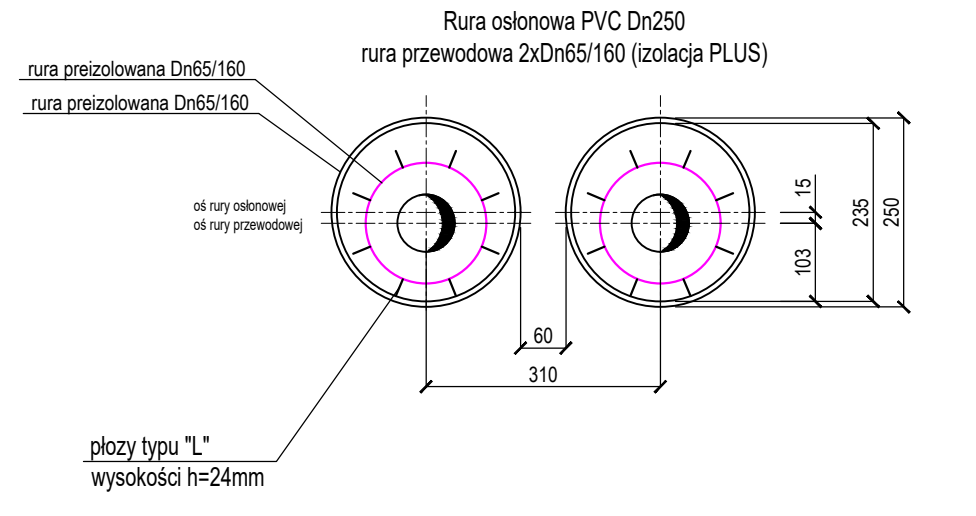 Rura osłonowa PVC Dn250
rura przewodowa 2xDn65/160 (izolacja PLUS)
rura preizolowana Dn65/160
rura preizolowana Dn65/160
oś rury osłonowej
oś rury przewodowej
15
103
235
250
60
310
płozy typu "L"
wysokości h=24mm